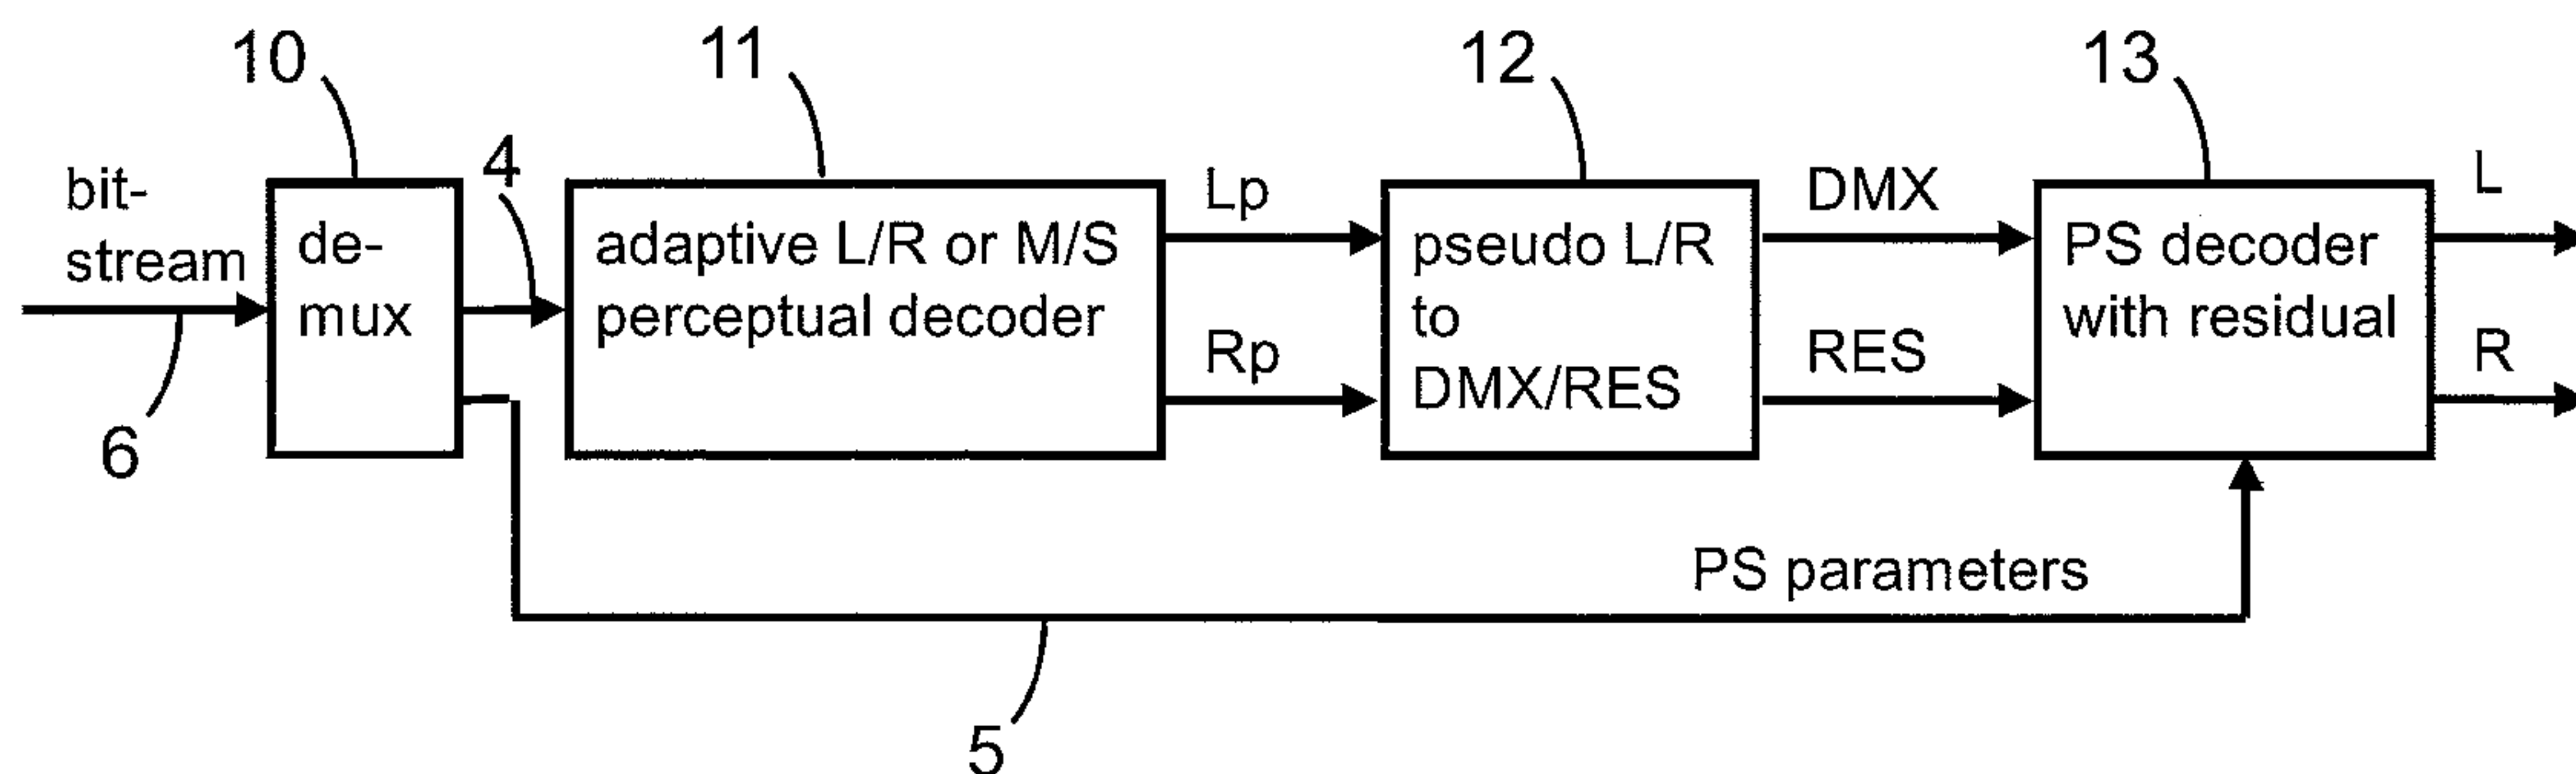 10
11
12
13
4
bit-
stream
de-
mux
adaptive L/R or M/S
perceptual decoder
Lp
Rp
pseudo L/R
to
DMX/RES
DMX
RES
PS decoder
with residual
L
R
6
PS parameters
5